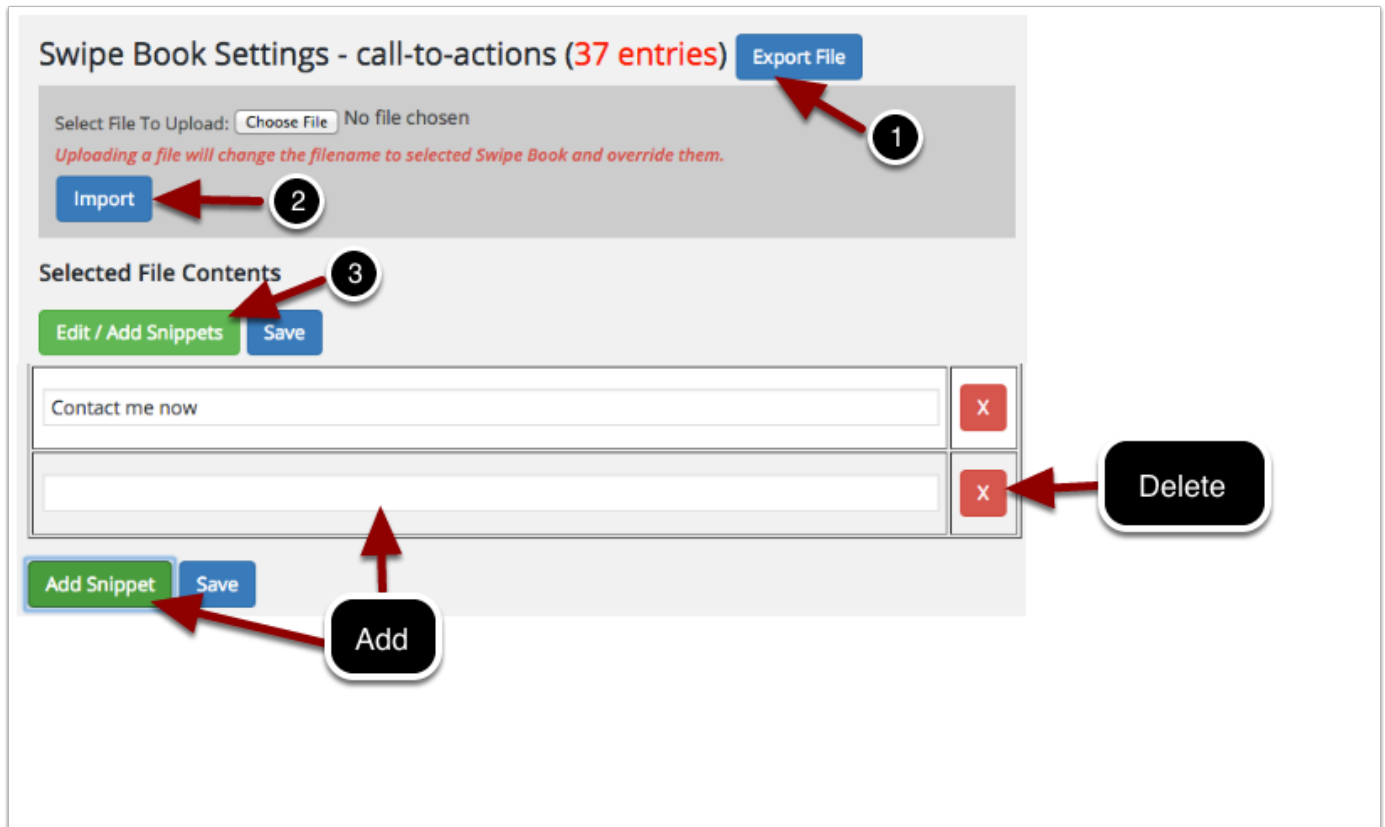 Swipe Book Settings - call-to-actions (37 entries) Export File
Select File To Upload: Choose File No file chosen
1
Uploading a file will change the filename to selected Swipe Book and override them.
Import
2
Selected File Contents
3
Edit / Add Snippets Save
Contact me now X
X
Delete
Add Snippet Save
Add